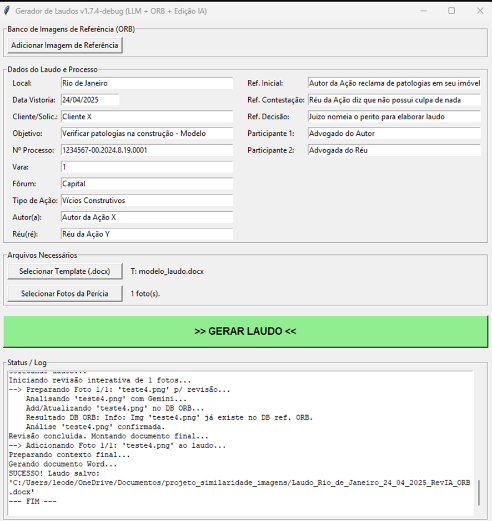 Gerador de Laudos v1.7.4-debug (LLM + ORB + Edição IA)
Banco de Imagens de Referência (ORB)
Adicionar Imagem de Referência
Dados do Laudo e Processo
Local: Rio de Janeiro
Ref. Inicial: Autor da Ação reclama de patologias em seu imóvel
Data Vistoria: 24/04/2025
Ref. Contestação: Réu da Ação diz que não possui culpa de nada
Cliente/Solic.: Cliente X
Ref. Decisão: Juízo nomeia o perito para elaborar laudo
Objetivo: Verificar patologias na construção - Modelo
Participante 1: Advogado do Autor
Nº Processo: 1234567-00.2024.8.19.0001
Participante 2: Advogada do Réu
Vara: 1
Fórum: Capital
Tipo de Ação: Vícios Construtivos
Autor(a): Autor da Ação X
Réu(ré): Réu da Ação Y
Arquivos Necessários
Selecionar Template (.docx) T: modelo_laudo.docx
Selecionar Fotos da Perícia 1 foto(s).
>> GERAR LAUDO <<
Status / Log
Iniciando revisão interativa de 1 fotos...
--> Preparando Foto 1/1: 'teste4.png' p/ revisão...
Analisando 'teste4.png' com Gemini...
Add/Atualizando 'teste4.png' no DB ORB...
Resultado DB ORB: Info: Img 'teste4.png' já existe no DB ref. ORB.
Análise 'teste4.png' confirmada.
Revisão concluída. Montando documento final...
--> Adicionando Foto 1/1: 'teste4.png' ao laudo...
Preparando contexto final...
Gerando documento Word...
SUCESSO! Laudo salvo:
'C:/Users/leode/OneDrive/Documentos/projeto_similaridade_imagens/Laudo_Rio_de_Janeiro_24_04_2025_RevIA_ORB
.docx'
--- FIM ---